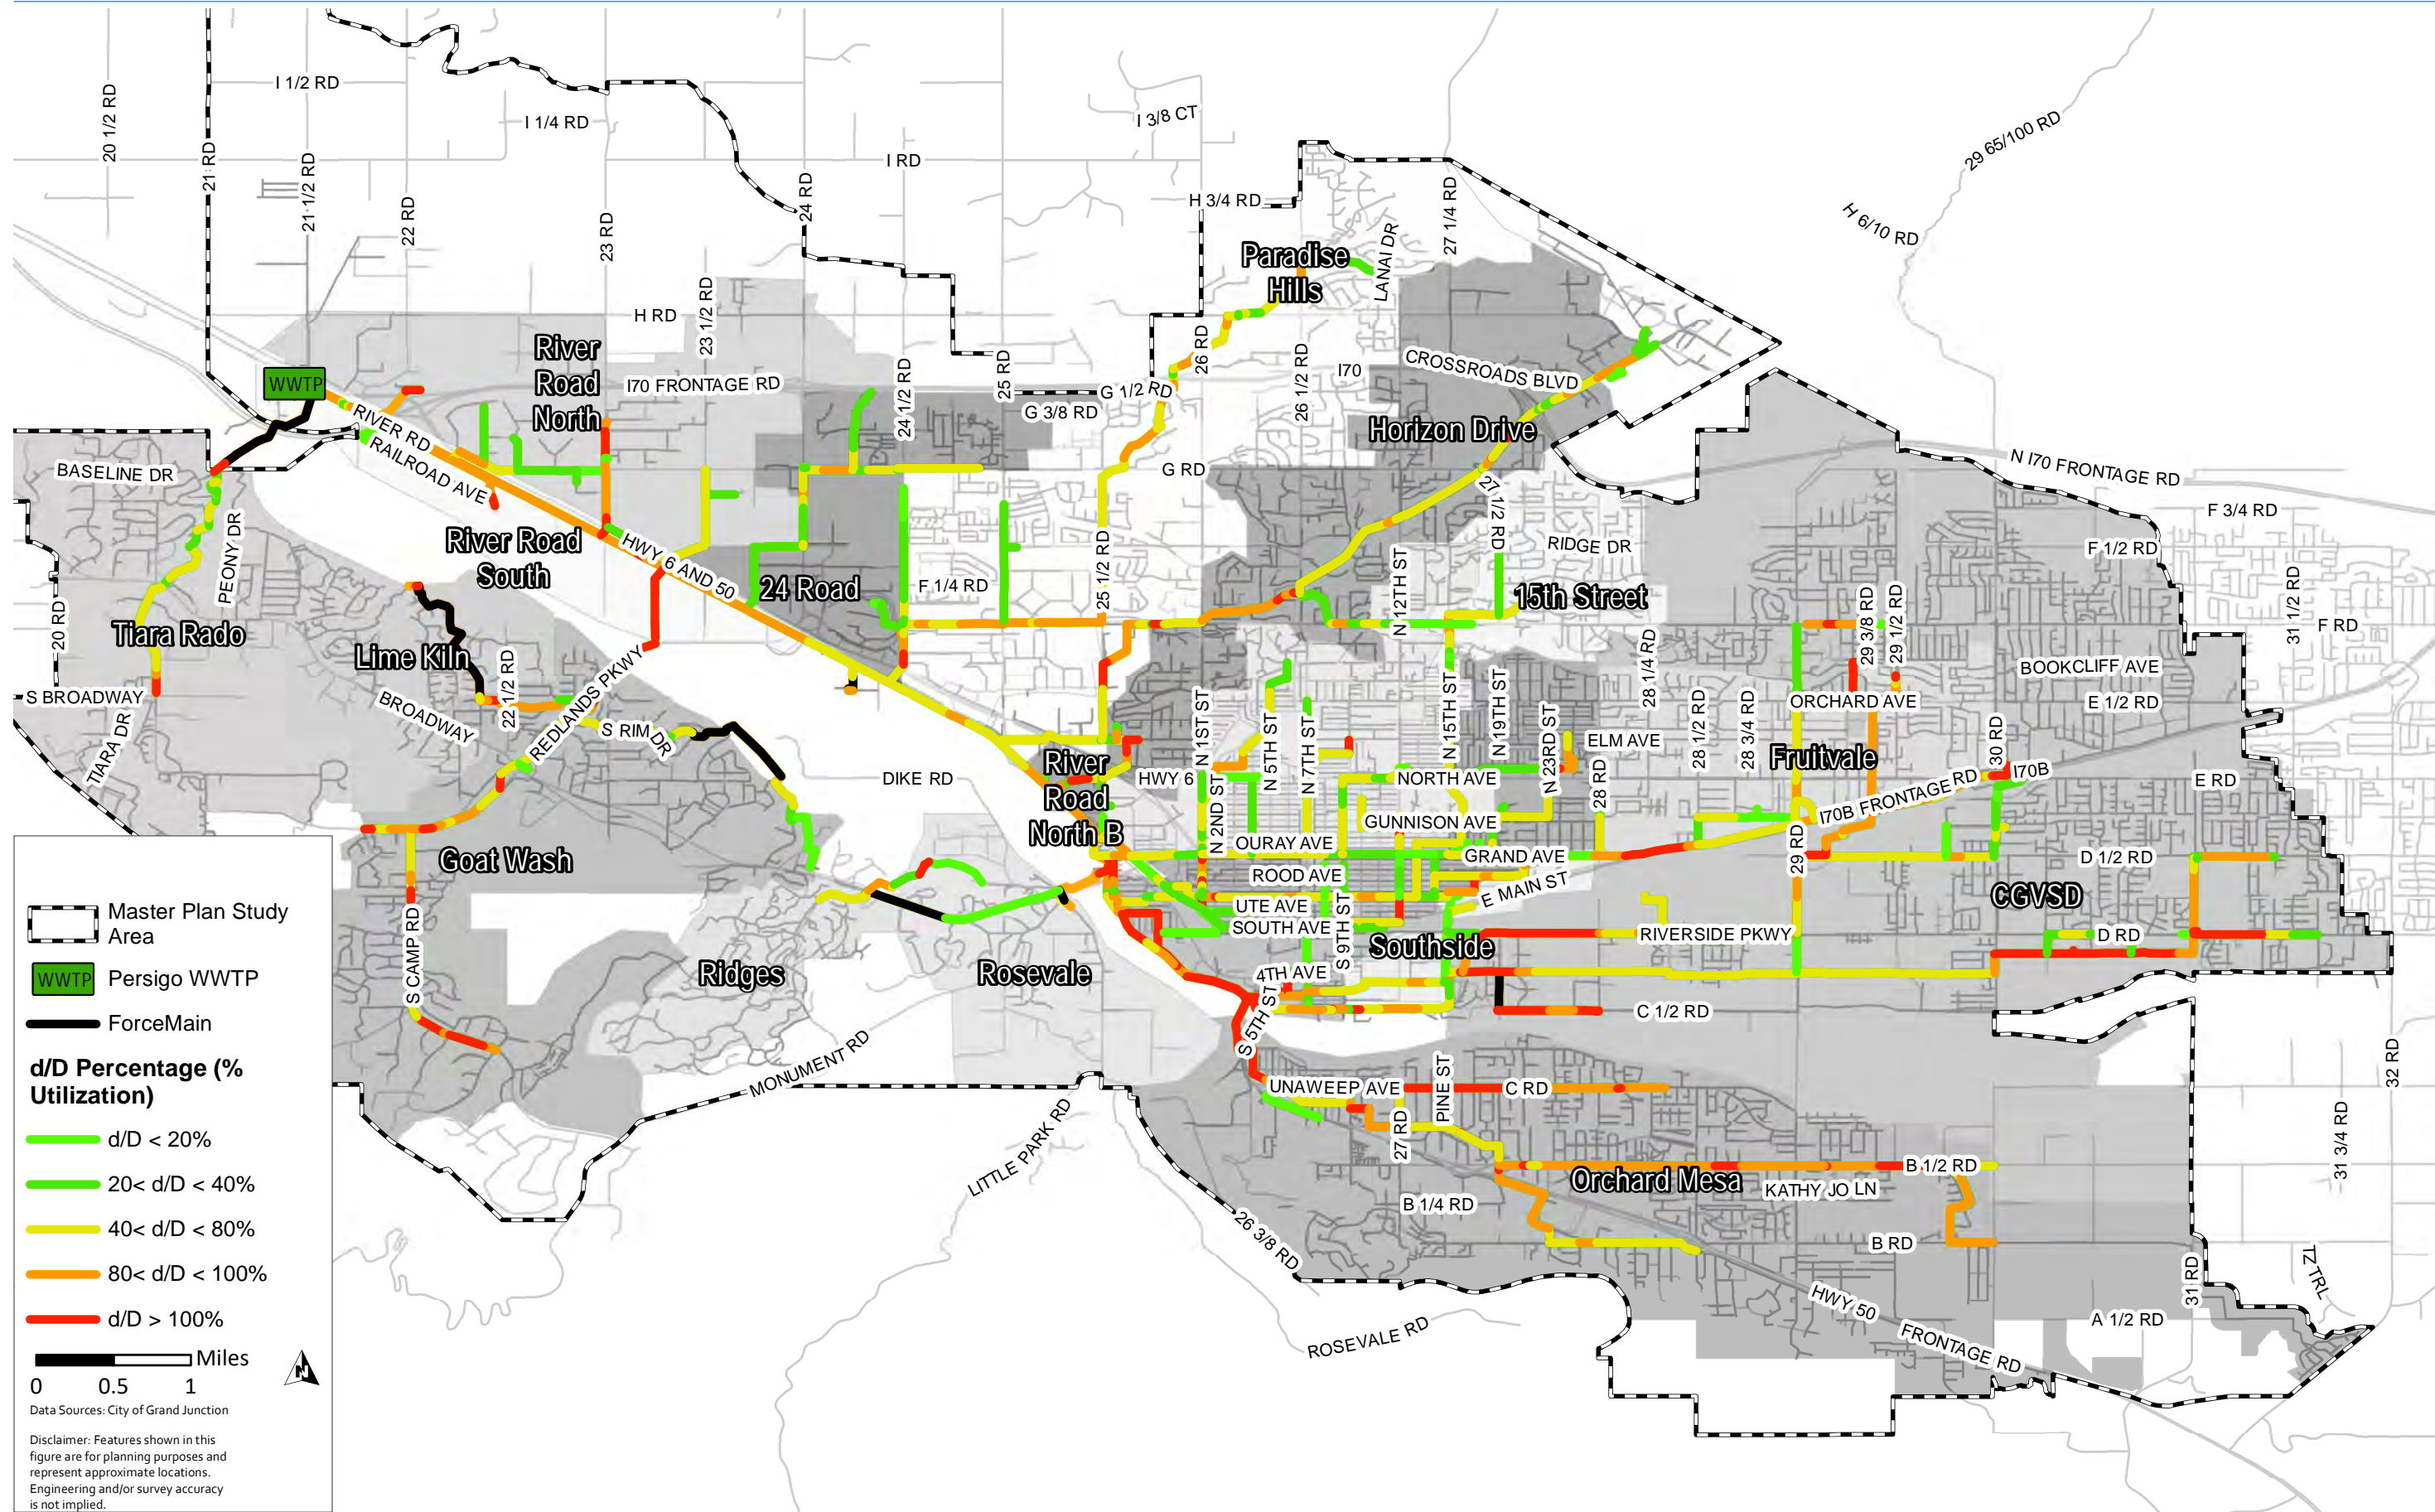 I 1/2 RD
20 1/2 RD
I 1/4 RD
I 3/8 CT
29 65/100 RD
21 RD
21 1/2 RD
22 RD
23 RD
24 RD
I RD
H 3/4 RD
27 1/4 RD
H 6/10 RD
LANAI DR
Paradise
Hills
H RD
23 1/2 RD
26 RD
River
Road
North
I70 FRONTAGE RD
24 1/2 RD
25 RD
G 1/2 RD
G 3/8 RD
26 1/2 RD
I70
CROSSROADS BLVD
WWTP
RIVER RD
RAILROAD AVE
Horizon Drive
BASELINE DR
G RD
27 1/2 RD
N I70 FRONTAGE RD
F 3/4 RD
PEONY DR
River Road
South
HWY 6 AND 50
24 Road
F 1/4 RD
25 1/2 RD
N 12TH ST
RIDGE DR
15th Street
F 1/2 RD
31 1/2 RD
F RD
20 RD
Tiara Rado
Lime Kiln
22 1/2 RD
REDLANDS PKWY
S BROADWAY
BROADWAY
TIARA DR
S RIM DR
28 1/4 RD
29 3/8 RD
29 1/2 RD
BOOKCLIFF AVE
E 1/2 RD
ORCHARD AVE
N 1ST ST
N 5TH ST
N 7TH ST
N 15TH ST
N 19TH ST
N 23RD ST
ELM AVE
28 1/2 RD
28 3/4 RD
Fruitvale
30 RD
I70B
E RD
River
Road
North B
DIKE RD
HWY 6
N 2ND ST
NORTH AVE
28 RD
I70B FRONTAGE RD
GUNNISON AVE
OURAY AVE
GRAND AVE
29 RD
D 1/2 RD
Goat Wash
ROOD AVE
E MAIN ST
CGVSD
UTE AVE
SOUTH AVE
S 9TH ST
Southside
RIVERSIDE PKWY
D RD
S CAMP RD
Ridges
Rosevale
4TH AVE
S 5TH ST
C 1/2 RD
MONUMENT RD
LITTLE PARK RD
UNAWEEP AVE
PINE ST
C RD
27 RD
32 RD
31 3/4 RD
B 1/2 RD
Orchard Mesa
KATHY JO LN
B 1/4 RD
26 3/8 RD
B RD
31 RD
TZ TRL
HWY 50
FRONTAGE RD
A 1/2 RD
ROSEVALE RD
Master Plan Study
Area
WWTP
Persigo WWTP
ForceMain
d/D Percentage (%
Utilization)
d/D < 20%
20< d/D < 40%
40< d/D < 80%
80< d/D < 100%
d/D > 100%
Miles
0 0.5 1
N
Data Sources: City of Grand Junction
Disclaimer: Features shown in this
figure are for planning purposes and
represent approximate locations.
Engineering and/or survey accuracy
is not implied.